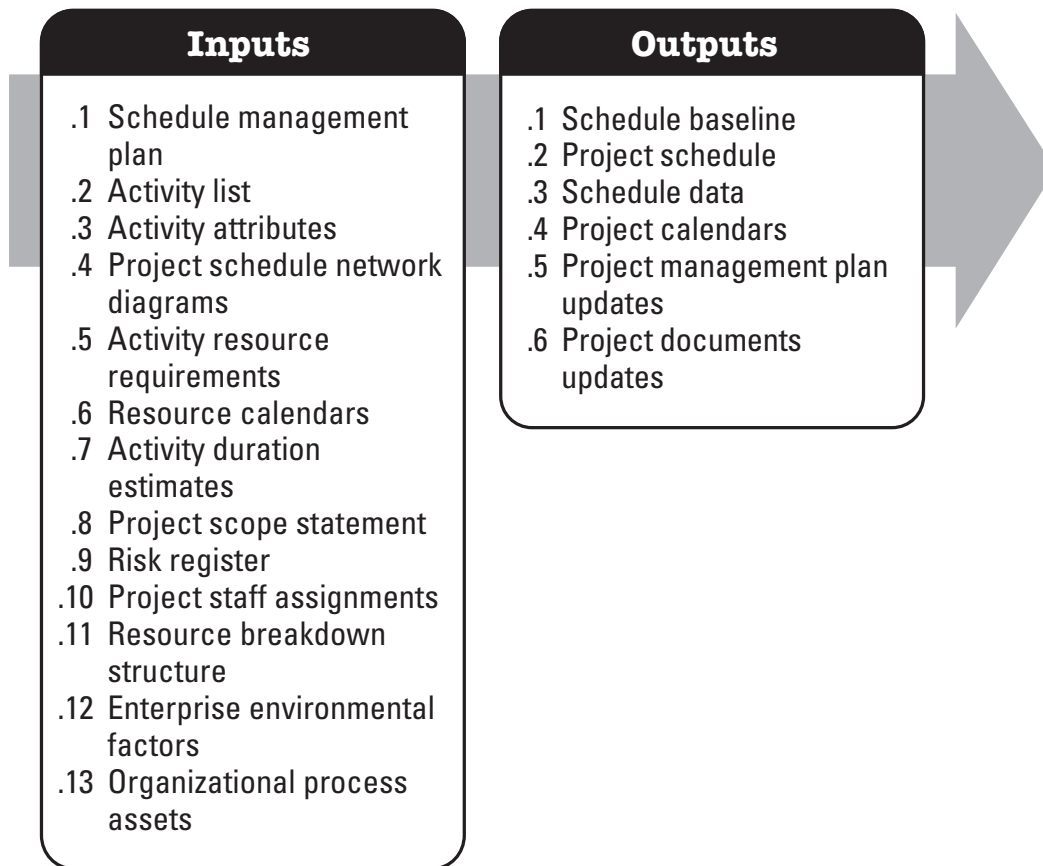 Inputs
.1 Schedule management
plan
.2 Activity list
.3 Activity attributes
.4 Project schedule network
diagrams
.5 Activity resource
requirements
.6 Resource calendars
.7 Activity duration
estimates
.8 Project scope statement
.9 Risk register
.10 Project staff assignments
.11 Resource breakdown
structure
.12 Enterprise environmental
factors
.13 Organizational process
assets
Outputs
.1 Schedule baseline
.2 Project schedule
.3 Schedule data
.4 Project calendars
.5 Project management plan
updates
.6 Project documents
updates